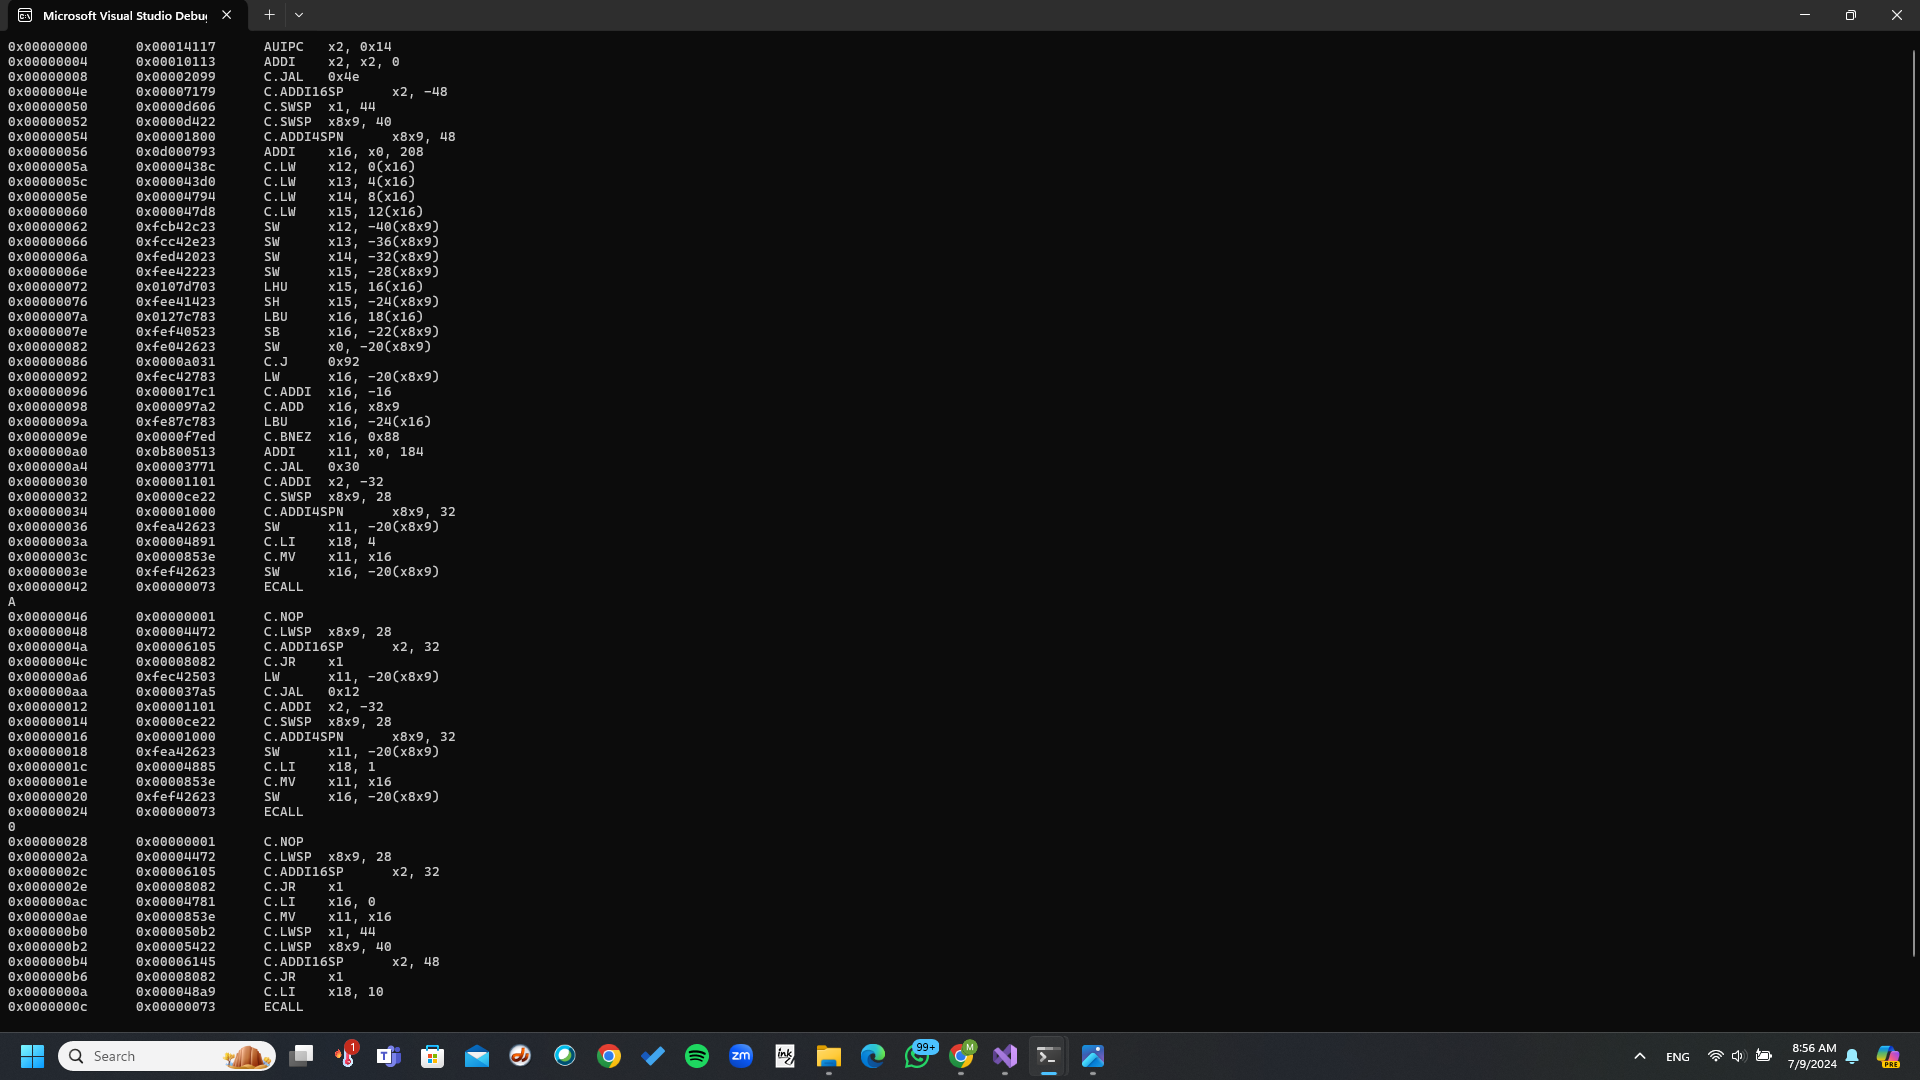 Microsoft Visual Studio Debug
0x00000000 0x00014117 AUIPC x2, 0x14
0x00000004 0x00010113 ADDI x2, x2, 0
0x00000008 0x00002099 C.JAL 0x4e
0x0000004e 0x00007179 C.ADDI16SP x2, -48
0x00000050 0x0000d606 C.SWSP x1, 44
0x00000052 0x0000d422 C.SWSP x8x9, 40
0x00000054 0x00001800 C.ADDI4SPN x8x9, 48
0x00000056 0x0d000793 ADDI x16, x0, 208
0x0000005a 0x0000438c C.LW x12, 0(x16)
0x0000005c 0x000043d0 C.LW x13, 4(x16)
0x0000005e 0x00004794 C.LW x14, 8(x16)
0x00000060 0x000047d8 C.LW x15, 12(x16)
0x00000062 0xfcb42c23 SW x12, -40(x8x9)
0x00000066 0xfcc42e23 SW x13, -36(x8x9)
0x0000006a 0xfed42023 SW x14, -32(x8x9)
0x0000006e 0xfee42223 SW x15, -28(x8x9)
0x00000072 0x0107d703 LHU x15, 16(x16)
0x00000076 0xfee41423 SH x15, -24(x8x9)
0x0000007a 0x0127c783 LBU x16, 18(x16)
0x0000007e 0xfef40523 SB x16, -22(x8x9)
0x00000082 0xfe042623 SW x0, -20(x8x9)
0x00000086 0x0000a031 C.J 0x92
0x00000092 0xfec42783 LW x16, -20(x8x9)
0x00000096 0x000017c1 C.ADDI x16, -16
0x00000098 0x000097a2 C.ADD x16, x8x9
0x0000009a 0xfe87c783 LBU x16, -24(x16)
0x0000009e 0x0000f7ed C.BNEZ x16, 0x88
0x000000a0 0x0b800513 ADDI x11, x0, 184
0x000000a4 0x00003771 C.JAL 0x30
0x00000030 0x00001101 C.ADDI x2, -32
0x00000032 0x0000ce22 C.SWSP x8x9, 28
0x00000034 0x00001000 C.ADDI4SPN x8x9, 32
0x00000036 0xfea42623 SW x11, -20(x8x9)
0x0000003a 0x00004891 C.LI x18, 4
0x0000003c 0x0000853e C.MV x11, x16
0x0000003e 0xfef42623 SW x16, -20(x8x9)
0x00000042 0x00000073 ECALL
A
0x00000046 0x00000001 C.NOP
0x00000048 0x00004472 C.LWSP x8x9, 28
0x0000004a 0x00006105 C.ADDI16SP x2, 32
0x0000004c 0x00008082 C.JR x1
0x000000a6 0xfec42503 LW x11, -20(x8x9)
0x000000aa 0x000037a5 C.JAL 0x12
0x00000012 0x00001101 C.ADDI x2, -32
0x00000014 0x0000ce22 C.SWSP x8x9, 28
0x00000016 0x00001000 C.ADDI4SPN x8x9, 32
0x00000018 0xfea42623 SW x11, -20(x8x9)
0x0000001c 0x00004885 C.LI x18, 1
0x0000001e 0x0000853e C.MV x11, x16
0x00000020 0xfef42623 SW x16, -20(x8x9)
0x00000024 0x00000073 ECALL
0
0x00000028 0x00000001 C.NOP
0x0000002a 0x00004472 C.LWSP x8x9, 28
0x0000002c 0x00006105 C.ADDI16SP x2, 32
0x0000002e 0x00008082 C.JR x1
0x000000ac 0x00004781 C.LI x16, 0
0x000000ae 0x0000853e C.MV x11, x16
0x000000b0 0x000050b2 C.LWSP x1, 44
0x000000b2 0x00005422 C.LWSP x8x9, 40
0x000000b4 0x00006145 C.ADDI16SP x2, 48
0x000000b6 0x00008082 C.JR x1
0x0000000a 0x000048a9 C.LI x18, 10
0x0000000c 0x00000073 ECALL
Search
1
99+
M
ENG
8:56 AM
7/9/2024
PRE
zm
ink